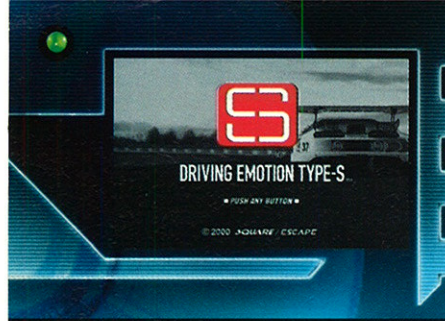 S
DRIVING EMOTION TYPE-S
• PUSH ANY BUTTON •
© 2000 SQUARE / ESCAPE